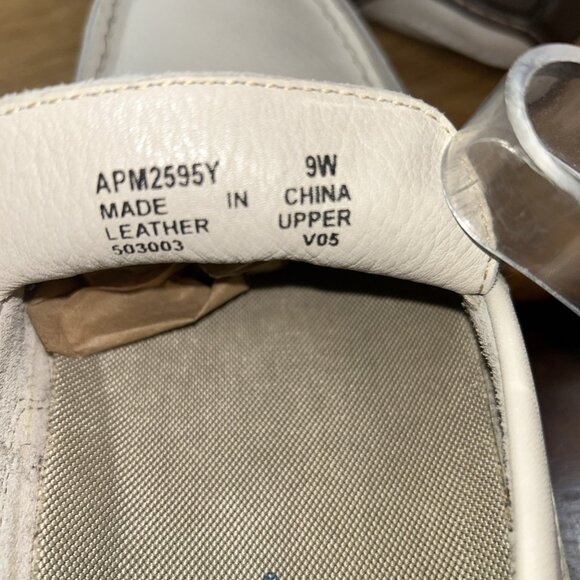 APM2595Y 9W
MADE IN CHINA
LEATHER UPPER
503003 V05